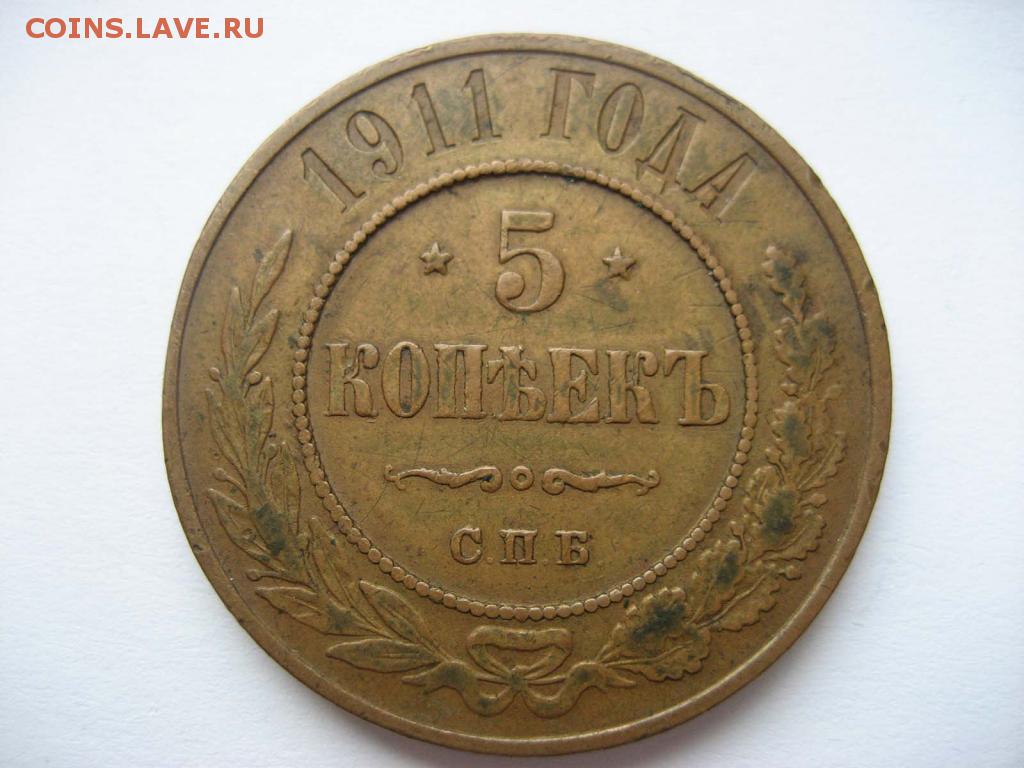 COINS.LAVE.RU
1911 ГОДА
5
КОПѢЕКЪ
С.П.Б